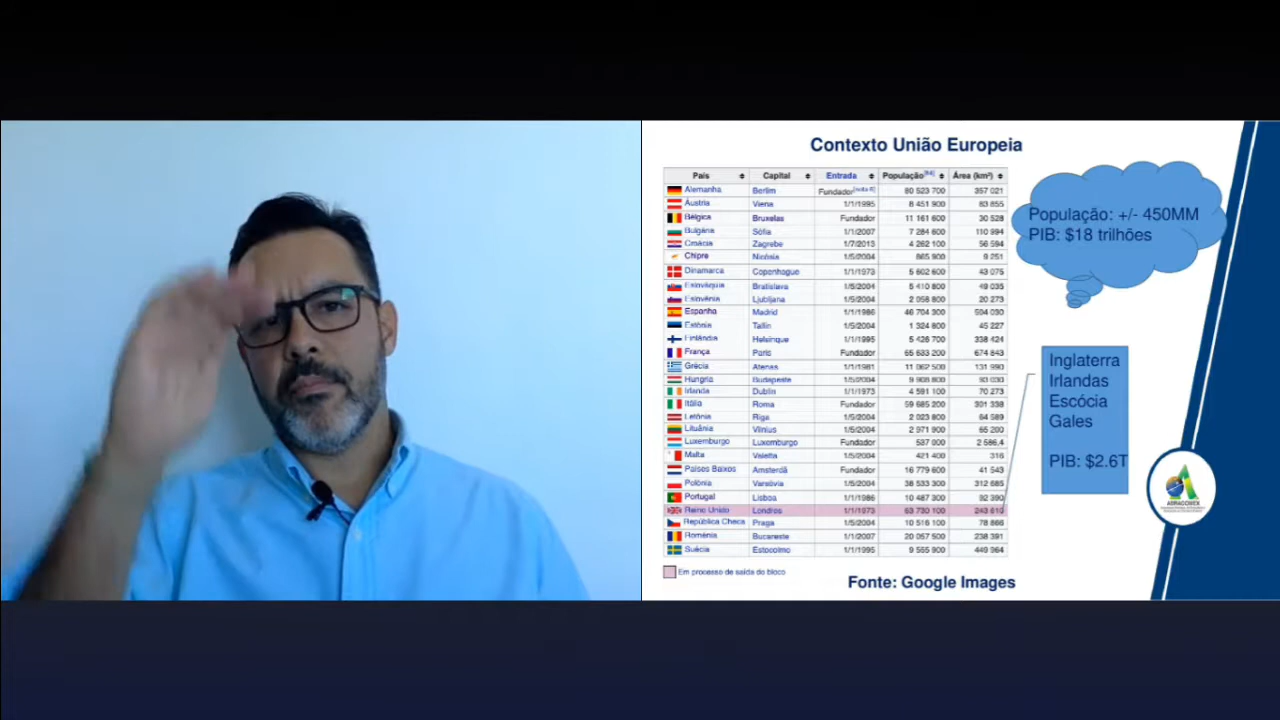 Contexto União Europeia
País Capital Entrada População[84] Área (km²)
Alemanha Berlim Fundador[nota 6] 80 523 700 357 021
Áustria Viena 1/1/1995 8 451 900 83 855
Bélgica Bruxelas Fundador 11 161 600 30 528
Bulgária Sófia 1/1/2007 7 284 600 110 994
Croácia Zagrebe 1/7/2013 4 262 100 56 594
Chipre Nicósia 1/5/2004 865 900 9 251
Dinamarca Copenhague 1/1/1973 5 602 600 43 075
Eslováquia Bratislava 1/5/2004 5 410 800 49 035
Eslovênia Ljubljana 1/5/2004 2 058 800 20 273
Espanha Madrid 1/1/1986 46 704 300 504 030
Estónia Tallin 1/5/2004 1 324 800 45 227
Finlândia Helsinque 1/1/1995 5 426 700 338 424
França Paris Fundador 65 633 200 674 843
Grécia Atenas 1/1/1981 11 062 500 131 990
Hungria Budapeste 1/5/2004 9 908 800 93 030
Irlanda Dublin 1/1/1973 4 591 100 70 273
Itália Roma Fundador 59 685 200 301 338
Letônia Riga 1/5/2004 2 023 800 64 589
Lituânia Vilnius 1/5/2004 2 971 900 65 200
Luxemburgo Luxemburgo Fundador 537 000 2 586,4
Malta Valetta 1/5/2004 421 400 316
Países Baixos Amsterdã Fundador 16 779 600 41 543
Polônia Varsóvia 1/5/2004 38 533 300 312 685
Portugal Lisboa 1/1/1986 10 487 300 92 390
Reino Unido Londres 1/1/1973 63 730 100 243 610
República Checa Praga 1/5/2004 10 516 100 78 866
Romênia Bucareste 1/1/2007 20 057 500 238 391
Suécia Estocolmo 1/1/1995 9 555 900 449 964
Em processo de saída do bloco
Fonte: Google Images
População: +/- 450MM
PIB: $18 trilhões
Inglaterra
Irlandas
Escócia
Gales
PIB: $2.6T
ABRACOMEX